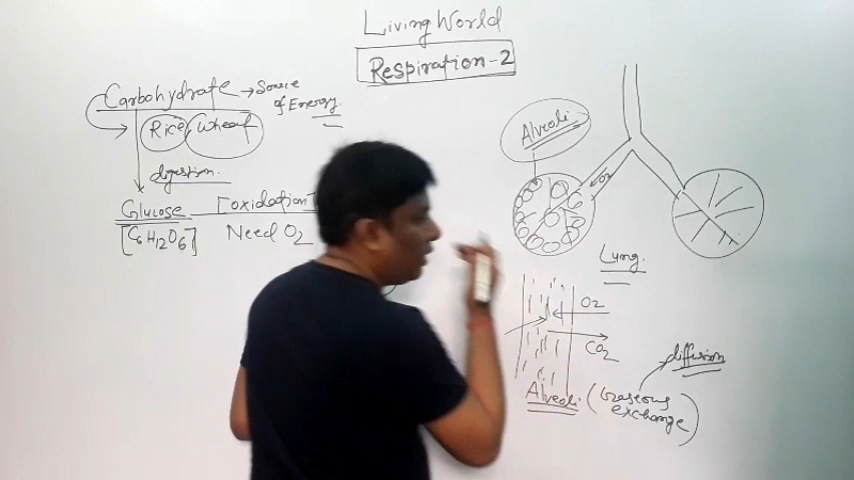 Living World
Respiration-2
Carbohydrate → Source
of Energy
Rice, Wheat
digestion
Glucose [oxidation]
[C6H12O6] Need O2
Alveoli
O2
Lung
O2
CO2
diffusion
Alveoli (Gaseous
exchange)